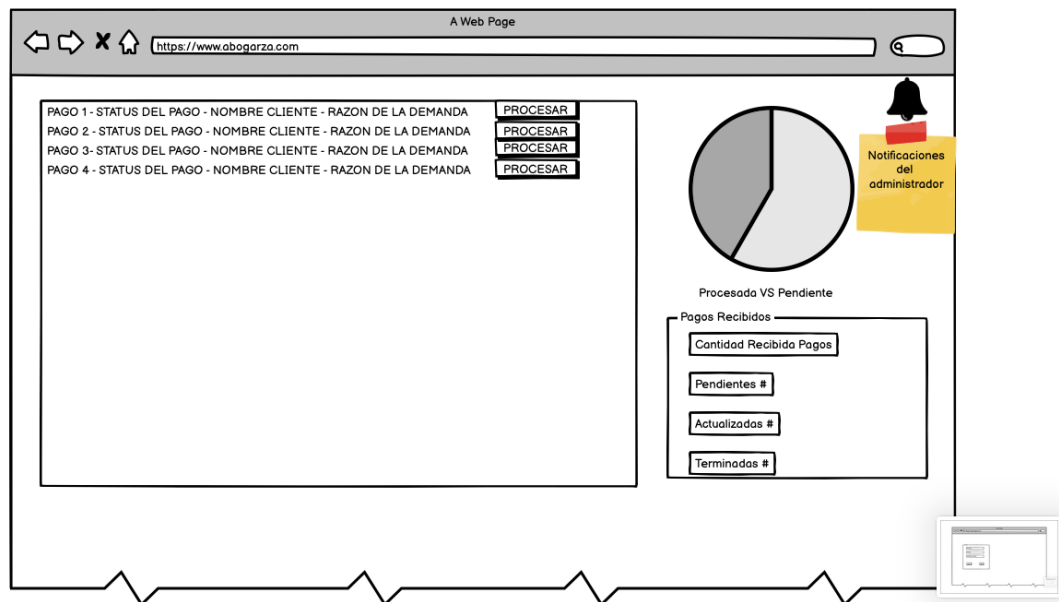 A Web Page
https://www.abogarza.com
PAGO 1 - STATUS DEL PAGO - NOMBRE CLIENTE - RAZON DE LA DEMANDA PROCESAR
PAGO 2 - STATUS DEL PAGO - NOMBRE CLIENTE - RAZON DE LA DEMANDA PROCESAR
PAGO 3- STATUS DEL PAGO - NOMBRE CLIENTE - RAZON DE LA DEMANDA PROCESAR
PAGO 4 - STATUS DEL PAGO - NOMBRE CLIENTE - RAZON DE LA DEMANDA PROCESAR
Notificaciones
del
administrador
Procesada VS Pendiente
Pagos Recibidos
Cantidad Recibida Pagos
Pendientes #
Actualizadas #
Terminadas #